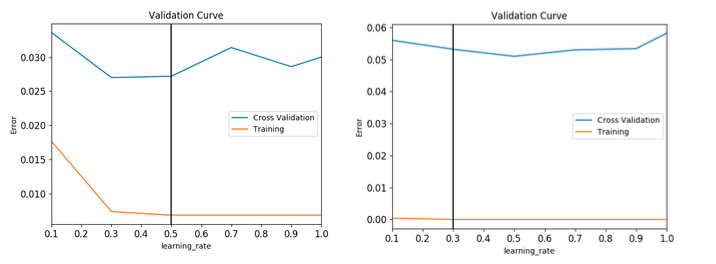 Validation Curve
0.030
0.025
0.020
0.015
0.010
Error
Cross Validation
Training
0.1 0.2 0.3 0.4 0.5 0.6 0.7 0.8 0.9 1.0
learning_rate
Validation Curve
0.06
0.05
0.04
0.03
0.02
0.01
0.00
Error
Cross Validation
Training
0.1 0.2 0.3 0.4 0.5 0.6 0.7 0.8 0.9 1.0
learning_rate